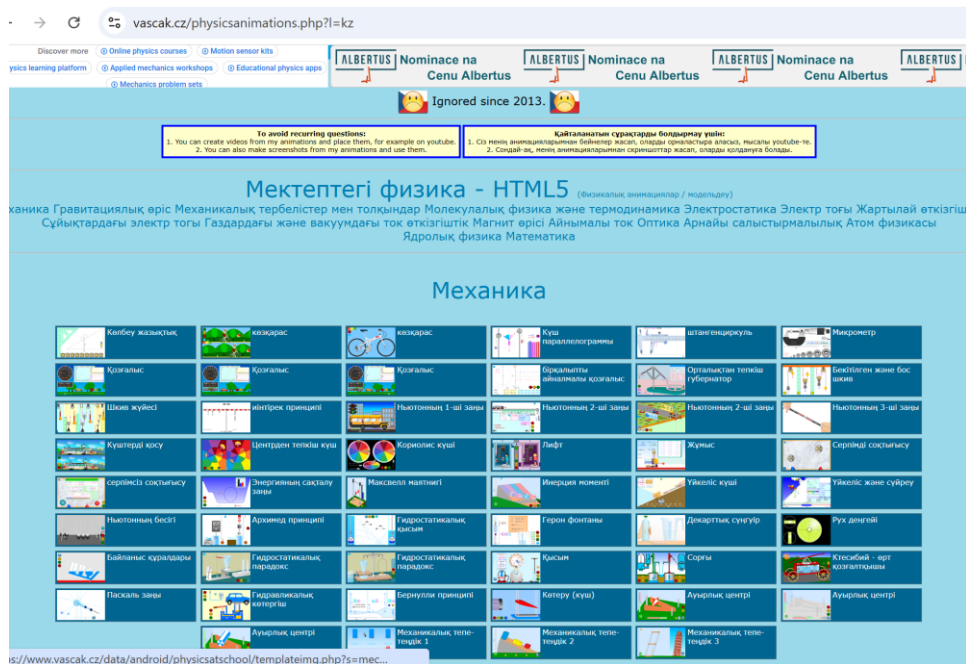 vascak.cz/physicsanimations.php?l=kz
Discover more
Online physics courses
Motion sensor kits
ysics learning platform
Applied mechanics workshops
Educational physics apps
Mechanics problem sets
ALBERTUS Nominace na Cenu Albertus
ALBERTUS Nominace na Cenu Albertus
ALBERTUS Nominace na Cenu Albertus
ALBERTUS
Ignored since 2013.
To avoid recurring questions:
1. You can create videos from my animations and place them, for example on youtube.
2. You can also make screenshots from my animations and use them.
Қайталанатын сұрақтарды болдырмау үшін:
1. Сіз менің анимацияларымнан бейнелер жасап, оларды орналастыра аласыз, мысалы youtube-те.
2. Сондай-ақ, менің анимацияларымнан скриншоттар жасап, оларды қолдануға болады.
Мектептегі физика - HTML5 (Физикалық анимациялар / модельдеу)
ханика Гравитациялық өріс Механикалық тербелістер мен толқындар Молекулалық физика және термодинамика Электростатика Электр тоғы Жартылай өткізгіш
Сұйықтардағы электр тогы Газдардағы және вакуумдағы ток өткізгіштік Магнит өрісі Айнымалы ток Оптика Арнайы салыстырмалылық Атом физикасы
Ядролық физика Математика
Механика
Көлбеу жазықтық
көзқарас
көзқарас
Күш параллелограммы
штангенциркуль
Микрометр
Қозғалыс
Қозғалыс
Қозғалыс
бірқалыпты айналмалы қозғалыс
Орталықтан тепкіш губернатор
Бекітілген және бос шкив
Шкив жүйесі
иінтірек принципі
Ньютонның 1-ші заңы
Ньютонның 2-ші заңы
Ньютонның 2-ші заңы
Ньютонның 3-ші заңы
Күштерді қосу
Центрден тепкіш күш
Кориолис күші
Лифт
Жұмыс
Серпімді соқтығысу
серпімсіз соқтығысу
Энергияның сақталу заңы
Максвелл маятнигі
Инерция моменті
Үйкеліс күші
Үйкеліс және сүйреу
Ньютонның бесігі
Архимед принципі
Гидростатикалық қысым
Герон фонтаны
Декарттық сүңгуір
Рух деңгейі
Байланыс құралдары
Гидростатикалық парадокс
Гидростатикалық парадокс
Қысым
Сорғы
Ктесибий - өрт қозғалтқышы
Паскаль заңы
Гидравликалық көтергіш
Бернулли принципі
Көтеру (күш)
Ауырлық центрі
Ауырлық центрі
Ауырлық центрі
Механикалық тепе-теңдік 1
Механикалық тепе-теңдік 2
Механикалық тепе-теңдік 3
ps://www.vascak.cz/data/android/physicsatschool/templateimg.php?s=mec...